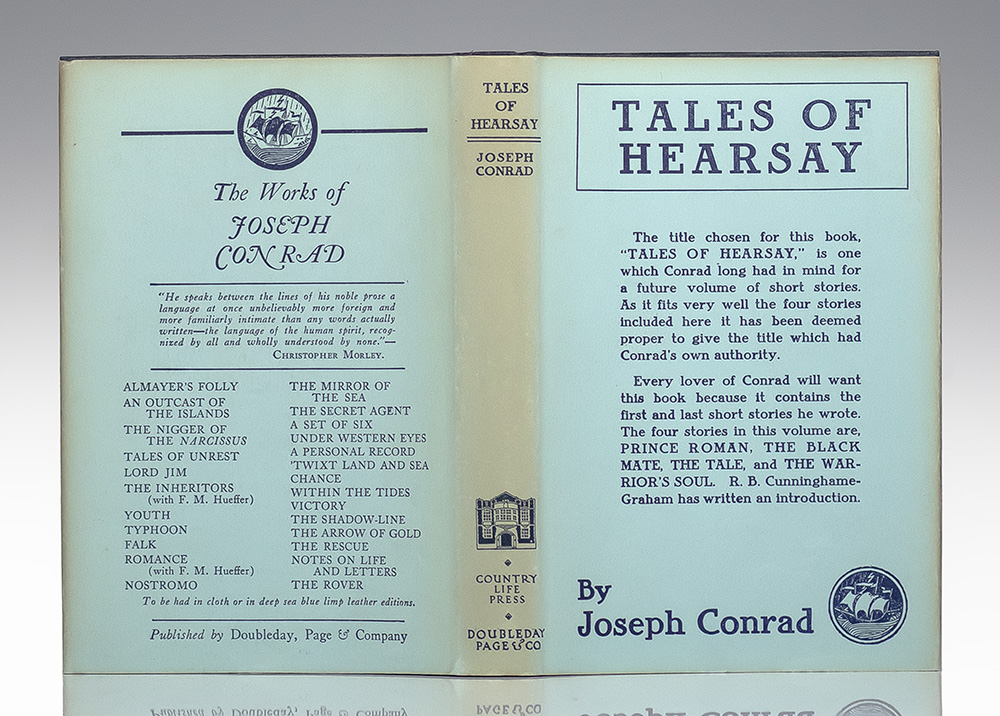 The Works of
JOSEPH
CONRAD
"He speaks between the lines of his noble prose a
language at once unbelievably more foreign and
more familiarly intimate than any words actually
written—the language of the human spirit, recog-
nized by all and wholly understood by none."—
CHRISTOPHER MORLEY.
ALMAYER'S FOLLY
AN OUTCAST OF
THE ISLANDS
THE NIGGER OF
THE NARCISSUS
TALES OF UNREST
LORD JIM
THE INHERITORS
(with F. M. Hueffer)
YOUTH
TYPHOON
FALK
ROMANCE
(with F. M. Hueffer)
NOSTROMO
THE MIRROR OF
THE SEA
THE SECRET AGENT
A SET OF SIX
UNDER WESTERN EYES
A PERSONAL RECORD
'TWIXT LAND AND SEA
CHANCE
WITHIN THE TIDES
VICTORY
THE SHADOW-LINE
THE ARROW OF GOLD
THE RESCUE
NOTES ON LIFE
AND LETTERS
THE ROVER
To be had in cloth or in deep sea blue limp leather editions.
Published by Doubleday, Page & Company
TALES
OF
HEARSAY
JOSEPH
CONRAD
COUNTRY
LIFE
PRESS
DOUBLEDAY
PAGE & CO
TALES OF
HEARSAY
The title chosen for this book,
"TALES OF HEARSAY," is one
which Conrad long had in mind for
a future volume of short stories.
As it fits very well the four stories
included here it has been deemed
proper to give the title which had
Conrad's own authority.
Every lover of Conrad will want
this book because it contains the
first and last short stories he wrote.
The four stories in this volume are,
PRINCE ROMAN, THE BLACK
MATE, THE TALE, and THE WAR-
RIOR'S SOUL. R. B. Cunninghame-
Graham has written an introduction.
By
Joseph Conrad